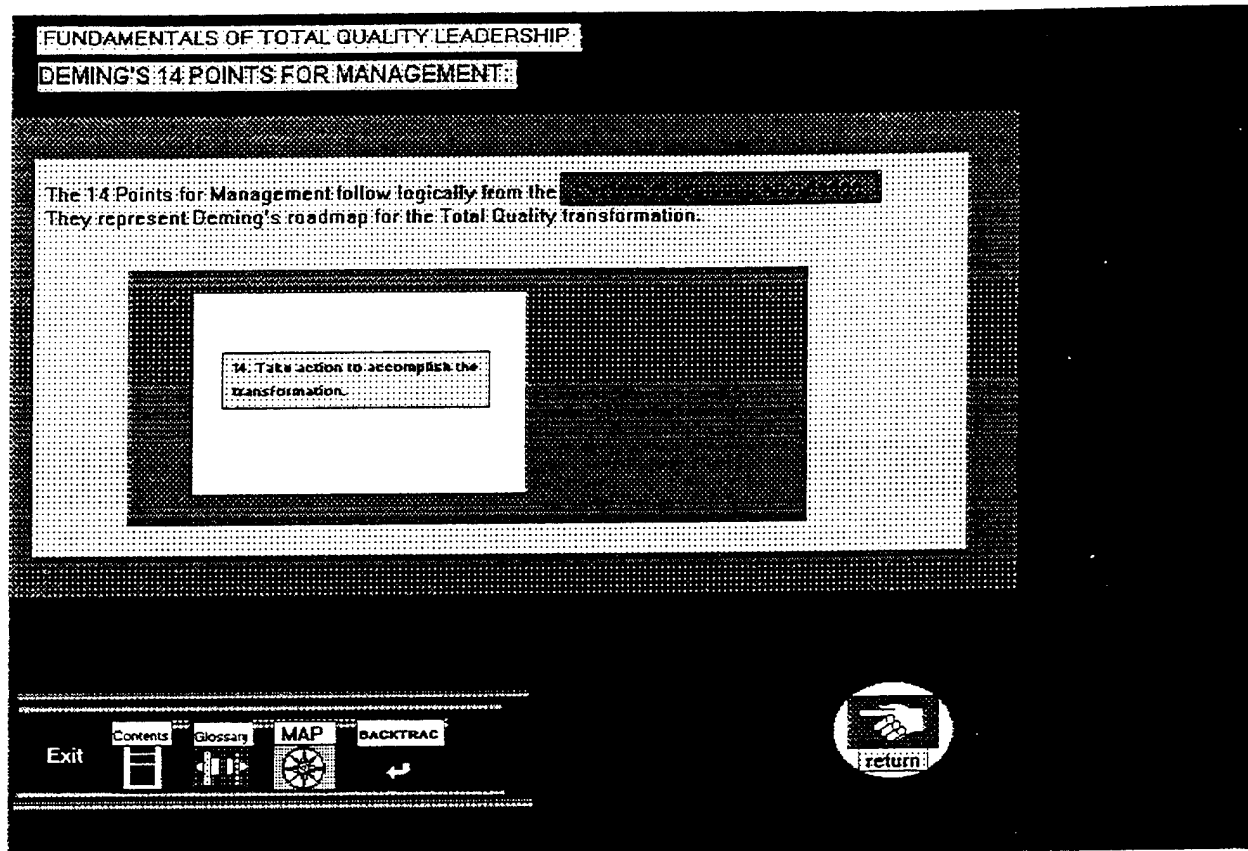 FUNDAMENTALS OF TOTAL QUALITY LEADERSHIP
DEMING'S 14 POINTS FOR MANAGEMENT
The 14 Points for Management follow logically from the
They represent Deming's roadmap for the Total Quality transformation.
14. Take action to accomplish the
transformation.
Exit
Contents
Glossary
MAP
BACKTRAC
return